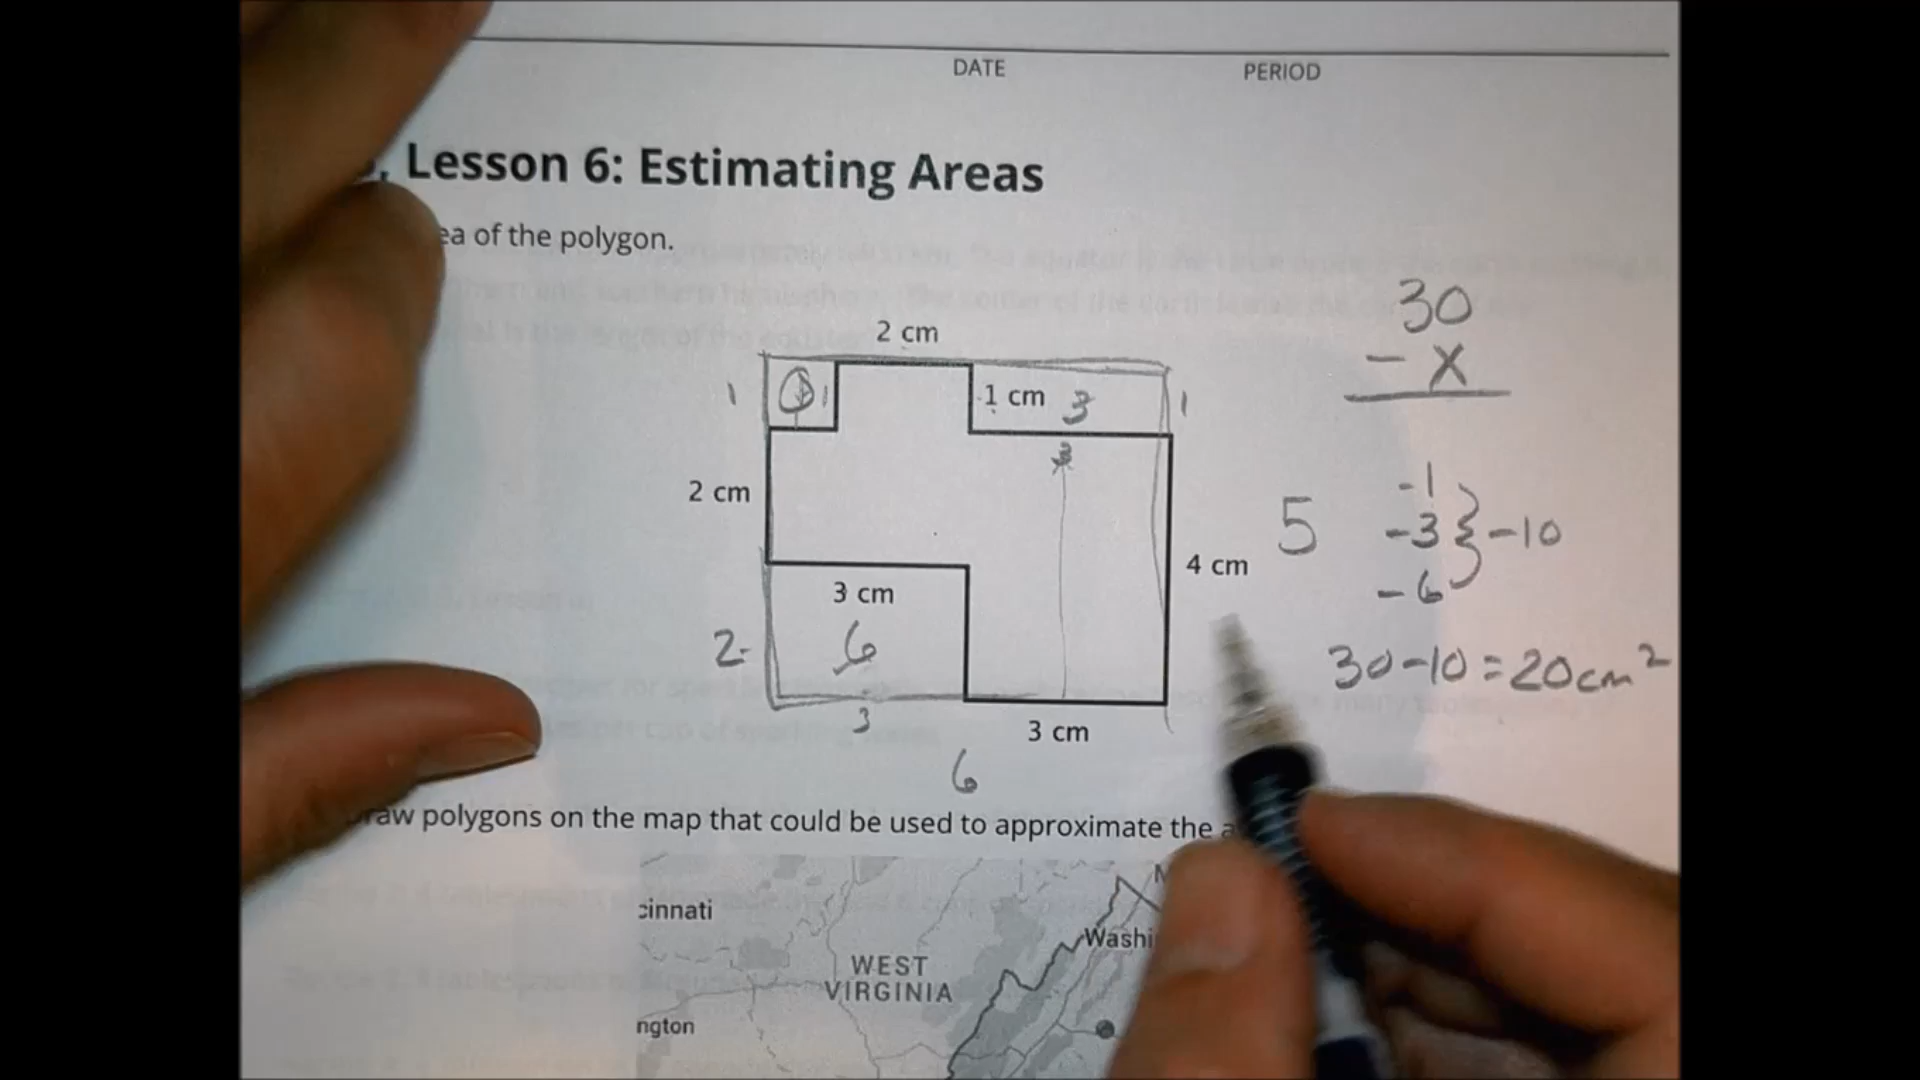 DATE PERIOD
, Lesson 6: Estimating Areas
ea of the polygon.
30
- X
2 cm
1 1 1 cm 3 1
2 cm
-1
5 -3 } -10
4 cm
3 cm
- 6
2 6
30-10=20cm²
3
3 cm
6
raw polygons on the map that could be used to approximate the a
cinnati
Washi
WEST
VIRGINIA
ngton